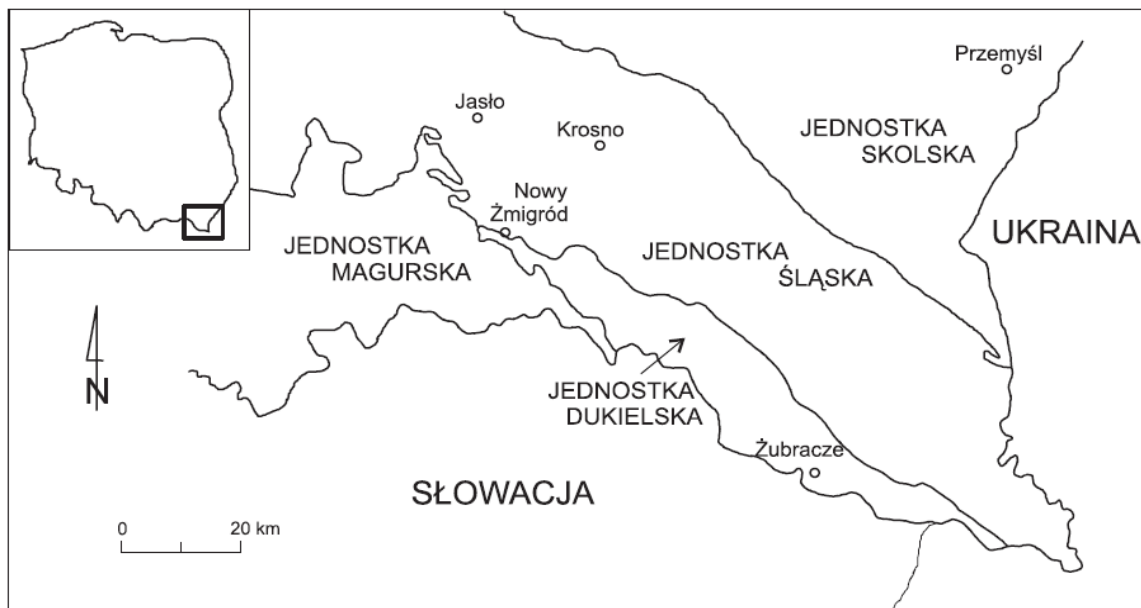 Przemyśl
Jasło
Krosno
JEDNOSTKA
SKOLSKA
Nowy
Żmigród
UKRAINA
JEDNOSTKA
MAGURSKA
JEDNOSTKA
ŚLĄSKA
N
JEDNOSTKA
DUKIELSKA
Żubracze
SŁOWACJA
0 20 km